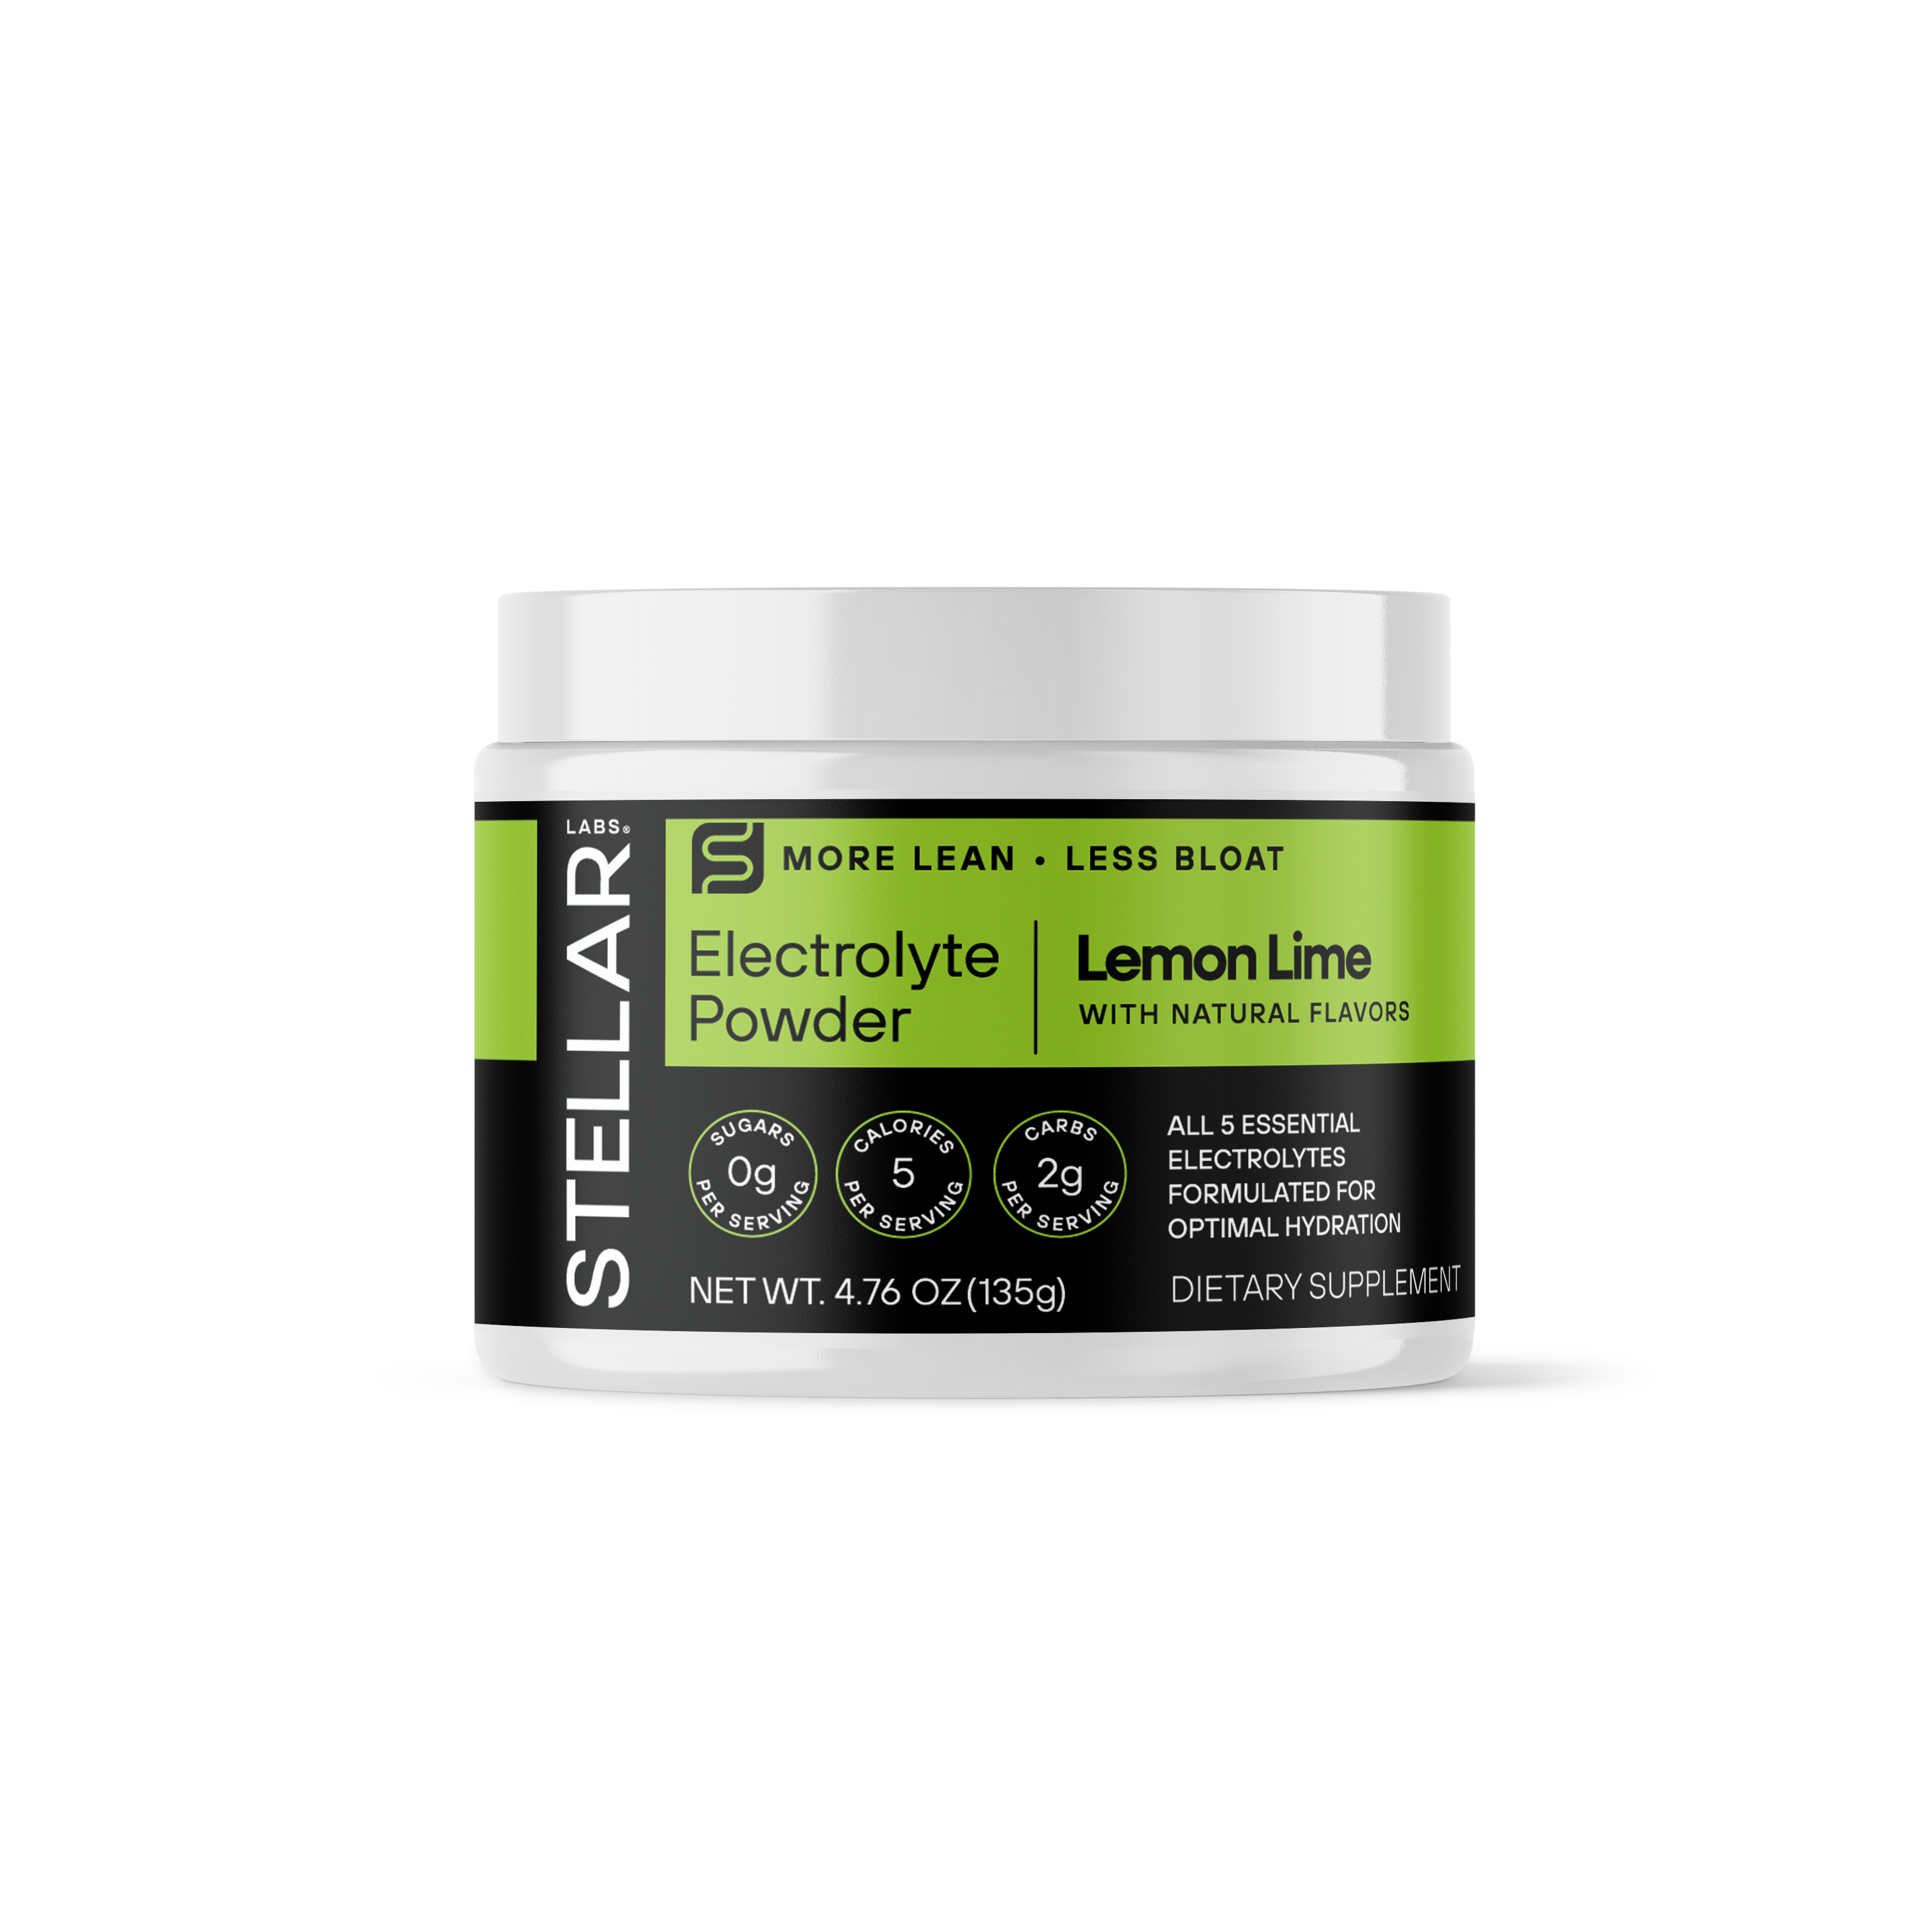 STELLAR
LABS®
MORE LEAN • LESS BLOAT
Electrolyte
Powder
Lemon Lime
WITH NATURAL FLAVORS
SUGARS
0g
PER SERVING
CALORIES
5
PER SERVING
CARBS
2g
PER SERVING
ALL 5 ESSENTIAL
ELECTROLYTES
FORMULATED FOR
OPTIMAL HYDRATION
NET WT. 4.76 OZ (135g)
DIETARY SUPPLEMENT